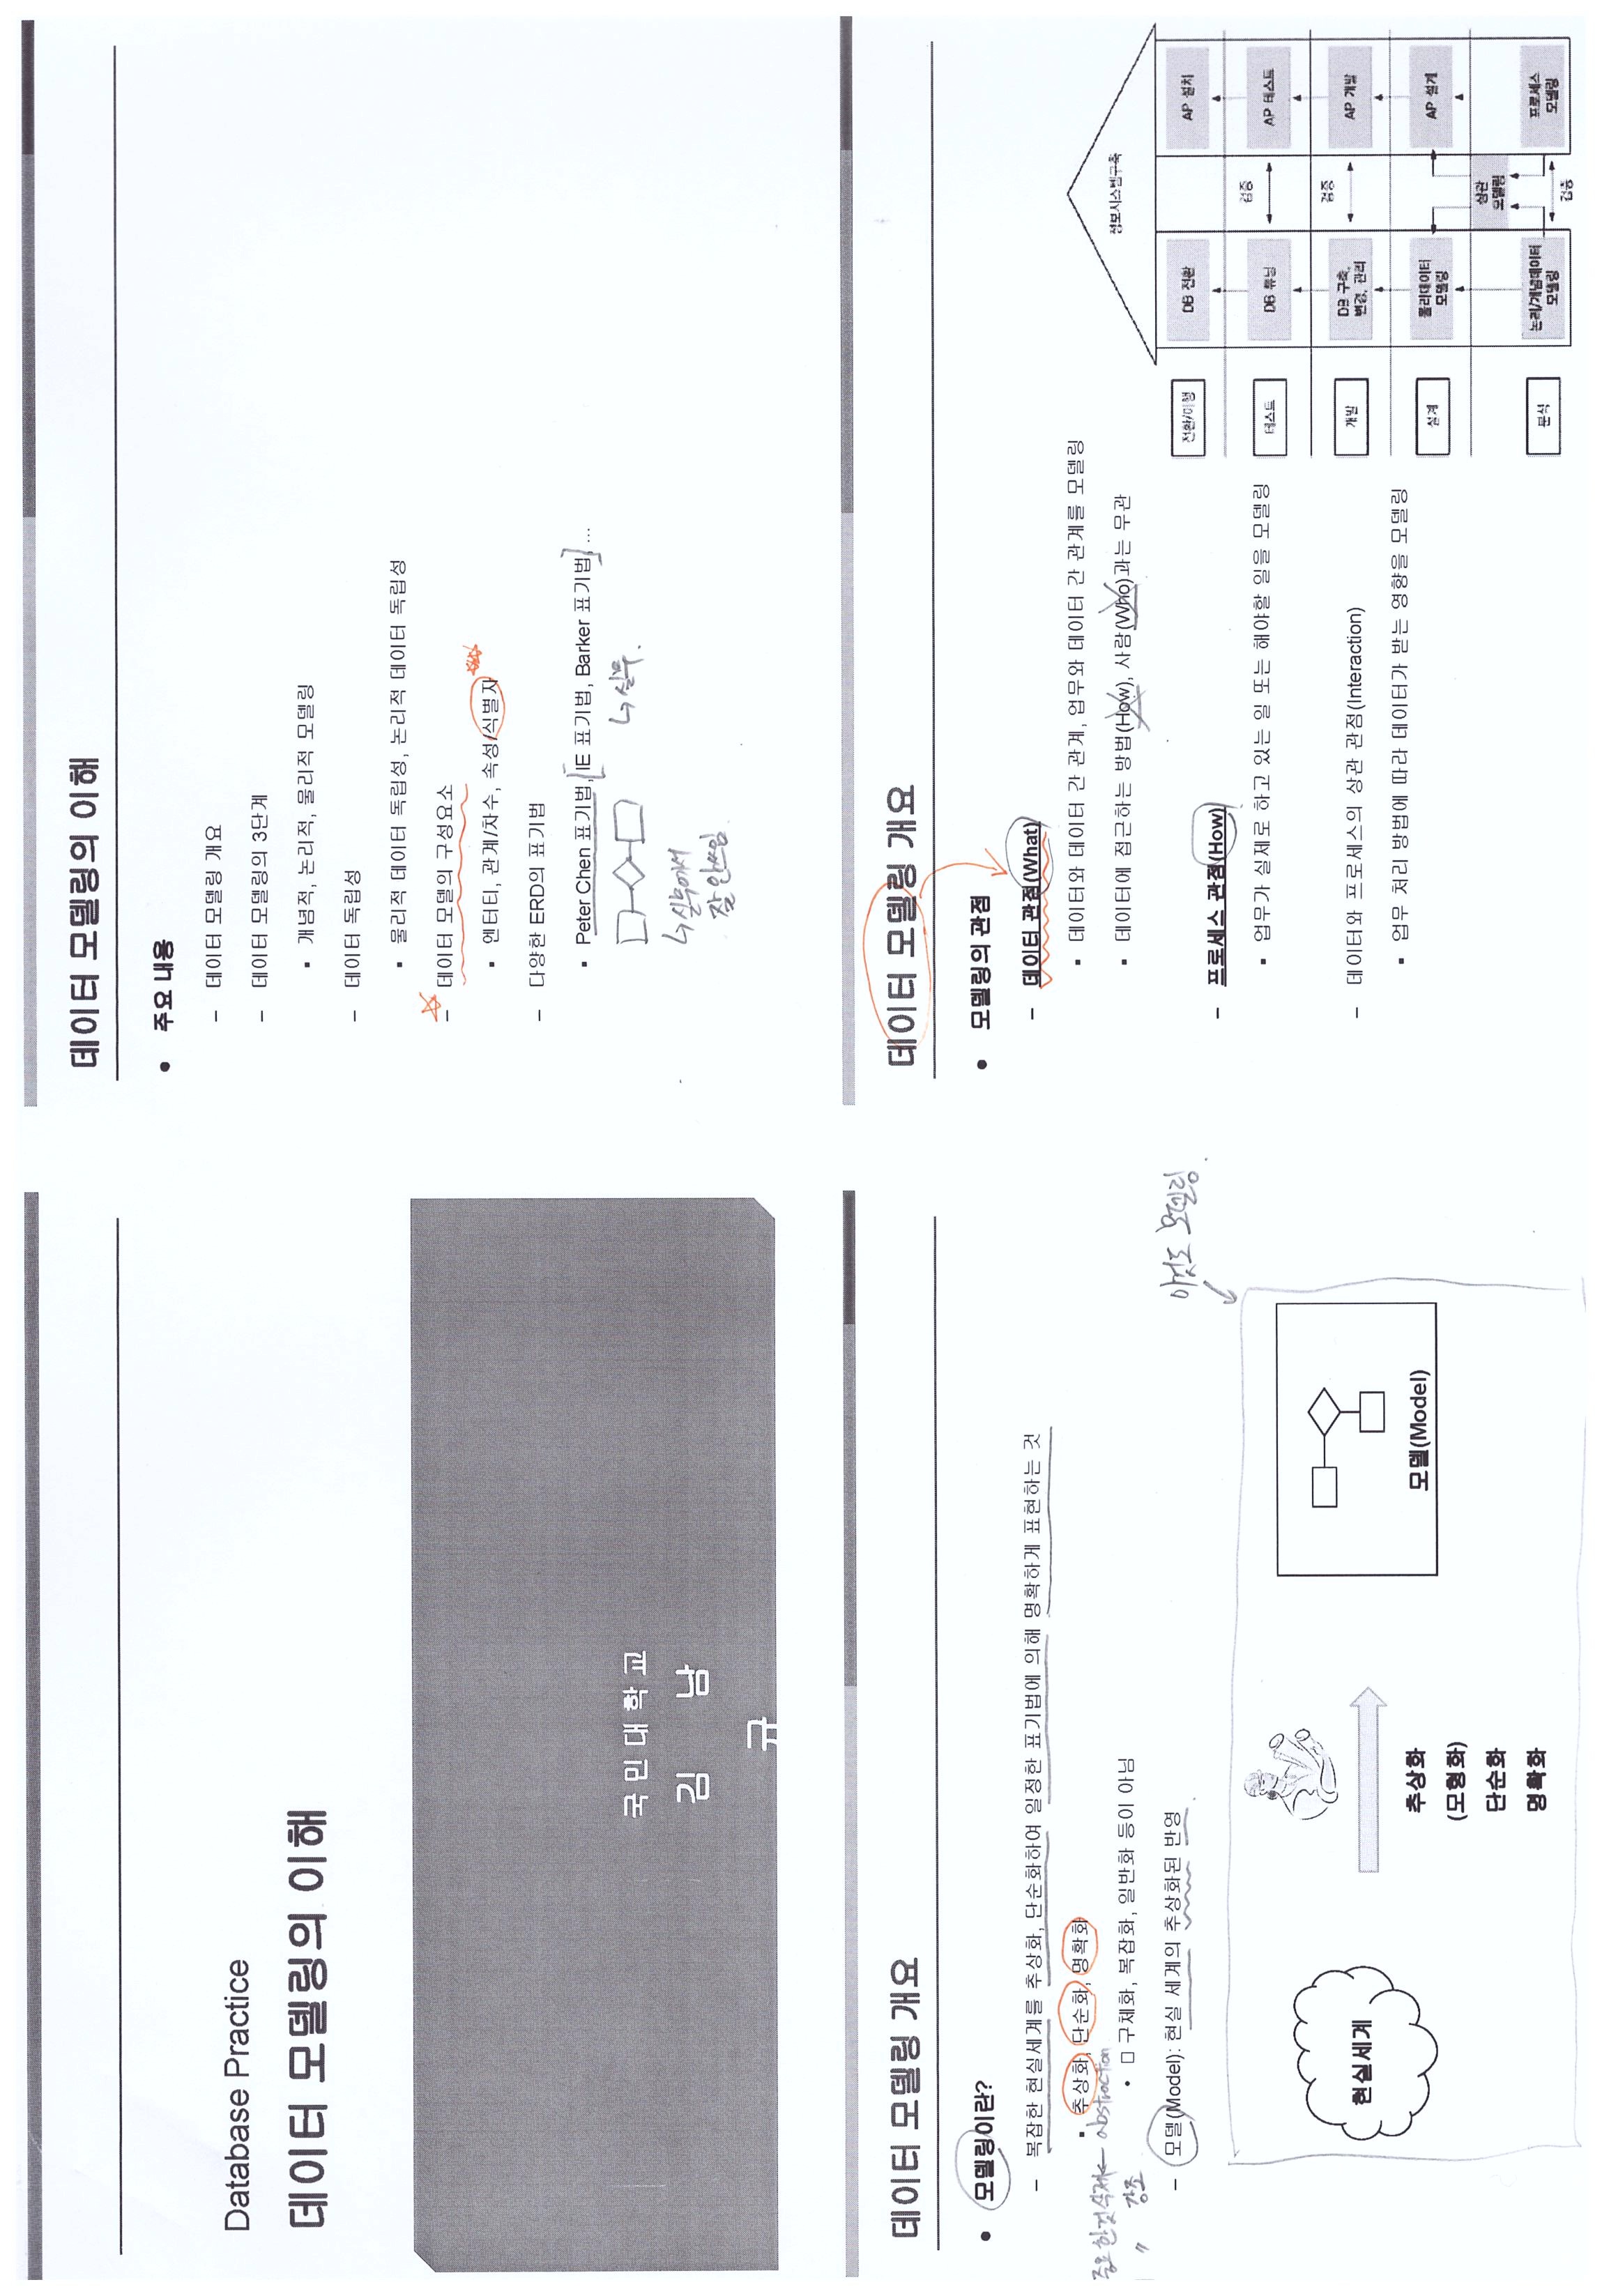 Database Practice
데이터 모델링의 이해
국민대학교
김 남
규
데이터 모델링의 이해
● 주요 내용
– 데이터 모델링 개요
– 데이터 모델링의 3단계
▪ 개념적, 논리적, 물리적 모델링
– 데이터 독립성
▪ 물리적 데이터 독립성, 논리적 데이터 독립성
– 데이터 모델의 구성요소
▪ 엔터티, 관계/차수, 속성/식별자
– 다양한 ERD의 표기법
▪ Peter Chen 표기법, [IE 표기법, Barker 표기법] ...
↳ 실무.
↳ 실무에서
잘 안쓰임.
데이터 모델링 개요
● 모델링이란?
– 복잡한 현실세계를 추상화, 단순화하여 일정한 표기법에 의해 명확하게 표현하는 것
▪ 추상화, 단순화, 명확화
중요한것 삭제 ← abstraction
〃 강조
• □ 구체화, 복잡화, 일반화 등이 아님
– 모델(Model): 현실 세계의 추상화된 반영
이것도 모델링.
현실세계
추상화
(모형화)
단순화
명확화
모델(Model)
데이터 모델링 개요
● 모델링의 관점
– 데이터 관점(What)
▪ 데이터와 데이터 간 관계, 업무와 데이터 간 관계를 모델링
▪ 데이터에 접근하는 방법(How), 사람(Who)과는 무관
– 프로세스 관점(How)
▪ 업무가 실제로 하고 있는 일 또는 해야할 일을 모델링
– 데이터와 프로세스의 상관 관점(Interaction)
▪ 업무 처리 방법에 따라 데이터가 받는 영향을 모델링
정보시스템구축
전환/이행
DB 전환
AP 설치
테스트
DB 튜닝
검증
AP 테스트
개발
DB 구축,
변경, 관리
검증
AP 개발
설계
물리데이터
모델링
AP 설계
상관
모델링
분석
논리/개념데이터
모델링
검증
프로세스
모델링